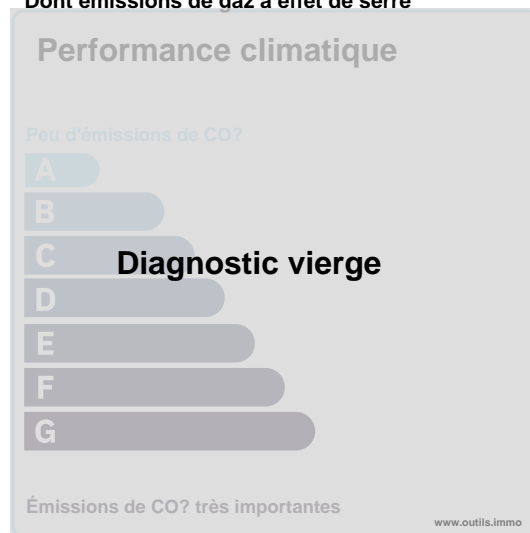 Dont émissions de gaz à effet de serre
Performance climatique
Peu d'émissions de CO?
A
B
C
Diagnostic vierge
D
E
F
G
Émissions de CO? très importantes
www.outils.immo